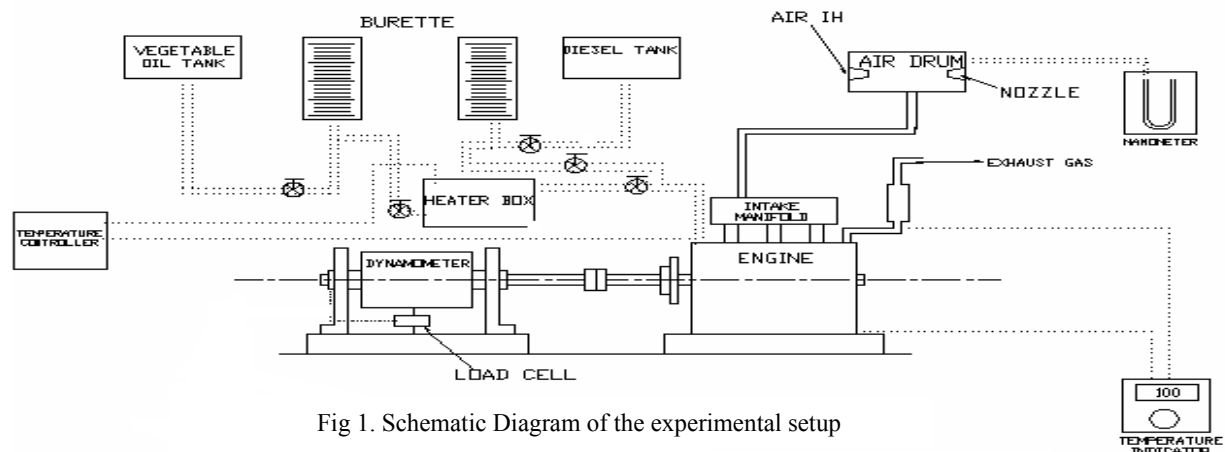 AIR IH
BURETTE
VEGETABLE
OIL TANK
DIESEL TANK
AIR DRUM
NOZZLE
MANOMETER
EXHAUST GAS
HEATER BOX
INTAKE
MANIFOLD
TEMPERATURE
CONTROLLER
DYNAMOMETER
ENGINE
LOAD CELL
100
Fig 1. Schematic Diagram of the experimental setup
TEMPERATURE
INDICATOR